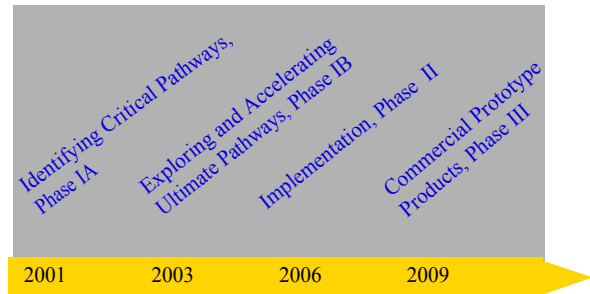 Identifying Critical Pathways,
Phase IA
Exploring and Accelerating
Ultimate Pathways, Phase IB
Implementation, Phase II
Commercial Prototype
Products, Phase III
2001 2003 2006 2009